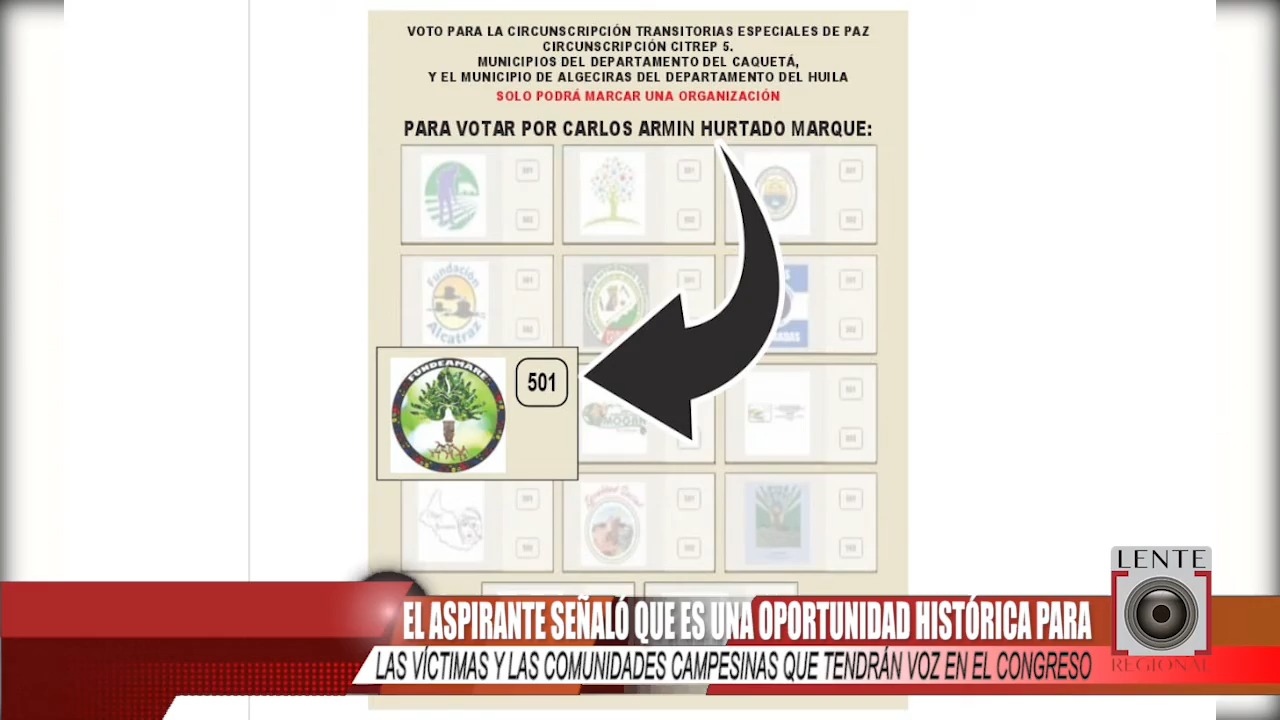 VOTO PARA LA CIRCUNSCRIPCIÓN TRANSITORIAS ESPECIALES DE PAZ
CIRCUNSCRIPCIÓN CITREP 5.
MUNICIPIOS DEL DEPARTAMENTO DEL CAQUETÁ,
Y EL MUNICIPIO DE ALGECIRAS DEL DEPARTAMENTO DEL HUILA
SOLO PODRÁ MARCAR UNA ORGANIZACIÓN
PARA VOTAR POR CARLOS ARMIN HURTADO MARQUE:
Fundación
Alcatraz
FUNDEAMARE
501
Igualdad Social
LENTE
REGIONAL
EL ASPIRANTE SEÑALÓ QUE ES UNA OPORTUNIDAD HISTÓRICA PARA
LAS VÍCTIMAS Y LAS COMUNIDADES CAMPESINAS QUE TENDRÁN VOZ EN EL CONGRESO